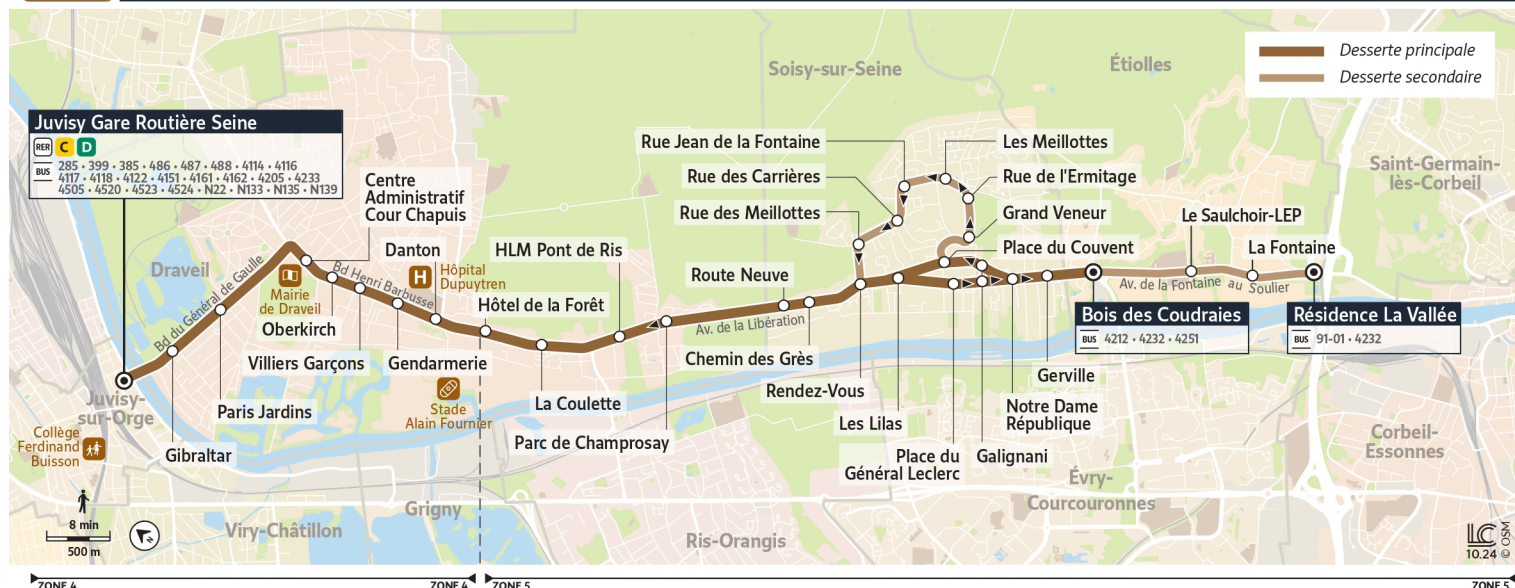 Desserte principale
Desserte secondaire
Soisy-sur-Seine
Étiolles
Saint-Germain-
lès-Corbeil
Juvisy Gare Routière Seine
RER C D
BUS 285 • 399 • 385 • 486 • 487 • 488 • 4114 • 4116
4117 • 4118 • 4122 • 4151 • 4161 • 4162 • 4205 • 4233
4505 • 4520 • 4523 • 4524 • N22 • N133 • N135 • N139
Centre
Administratif
Cour Chapuis
Draveil
Bd du Général de Gaulle
Mairie
de Draveil
Bd Henri Barbusse
Danton
H
Hôpital
Dupuytren
HLM Pont de Ris
Hôtel de la Forêt
Oberkirch
Villiers Garçons
Gendarmerie
Stade
Alain Fournier
La Coulette
Paris Jardins
Gibraltar
Juvisy-
sur-Orge
Collège
Ferdinand
Buisson
Parc de Champrosay
Route Neuve
Av. de la Libération
Chemin des Grès
Rendez-Vous
Les Lilas
Place du
Général Leclerc
Galignani
Notre Dame
République
Gerville
Rue Jean de la Fontaine
Rue des Carrières
Rue des Meillottes
Les Meillottes
Rue de l'Ermitage
Grand Veneur
Place du Couvent
Le Saulchoir-LEP
La Fontaine
Av. de la Fontaine au Soulier
Bois des Coudraies
BUS 4212 • 4232 • 4251
Résidence La Vallée
BUS 91-01 • 4232
Corbeil-
Essonnes
Évry-
Courcouronnes
Ris-Orangis
Grigny
Viry-Châtillon
8 min
500 m
LC
10.24 © OSM
ZONE 4
ZONE 4
ZONE 5
ZONE 5